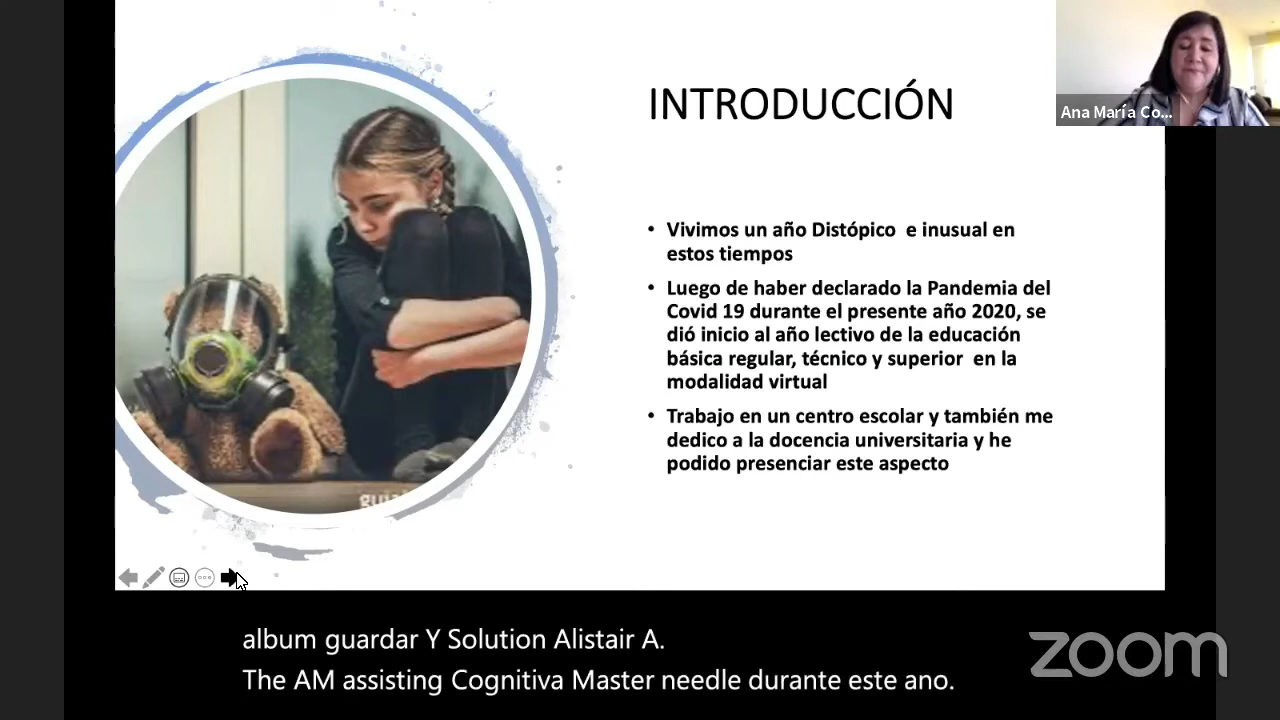 INTRODUCCIÓN
Ana María Co...
• Vivimos un año Distópico e inusual en
estos tiempos
• Luego de haber declarado la Pandemia del
Covid 19 durante el presente año 2020, se
dió inicio al año lectivo de la educación
básica regular, técnico y superior en la
modalidad virtual
• Trabajo en un centro escolar y también me
dedico a la docencia universitaria y he
podido presenciar este aspecto
album guardar Y Solution Alistair A.
The AM assisting Cognitiva Master needle durante este ano.
zoom